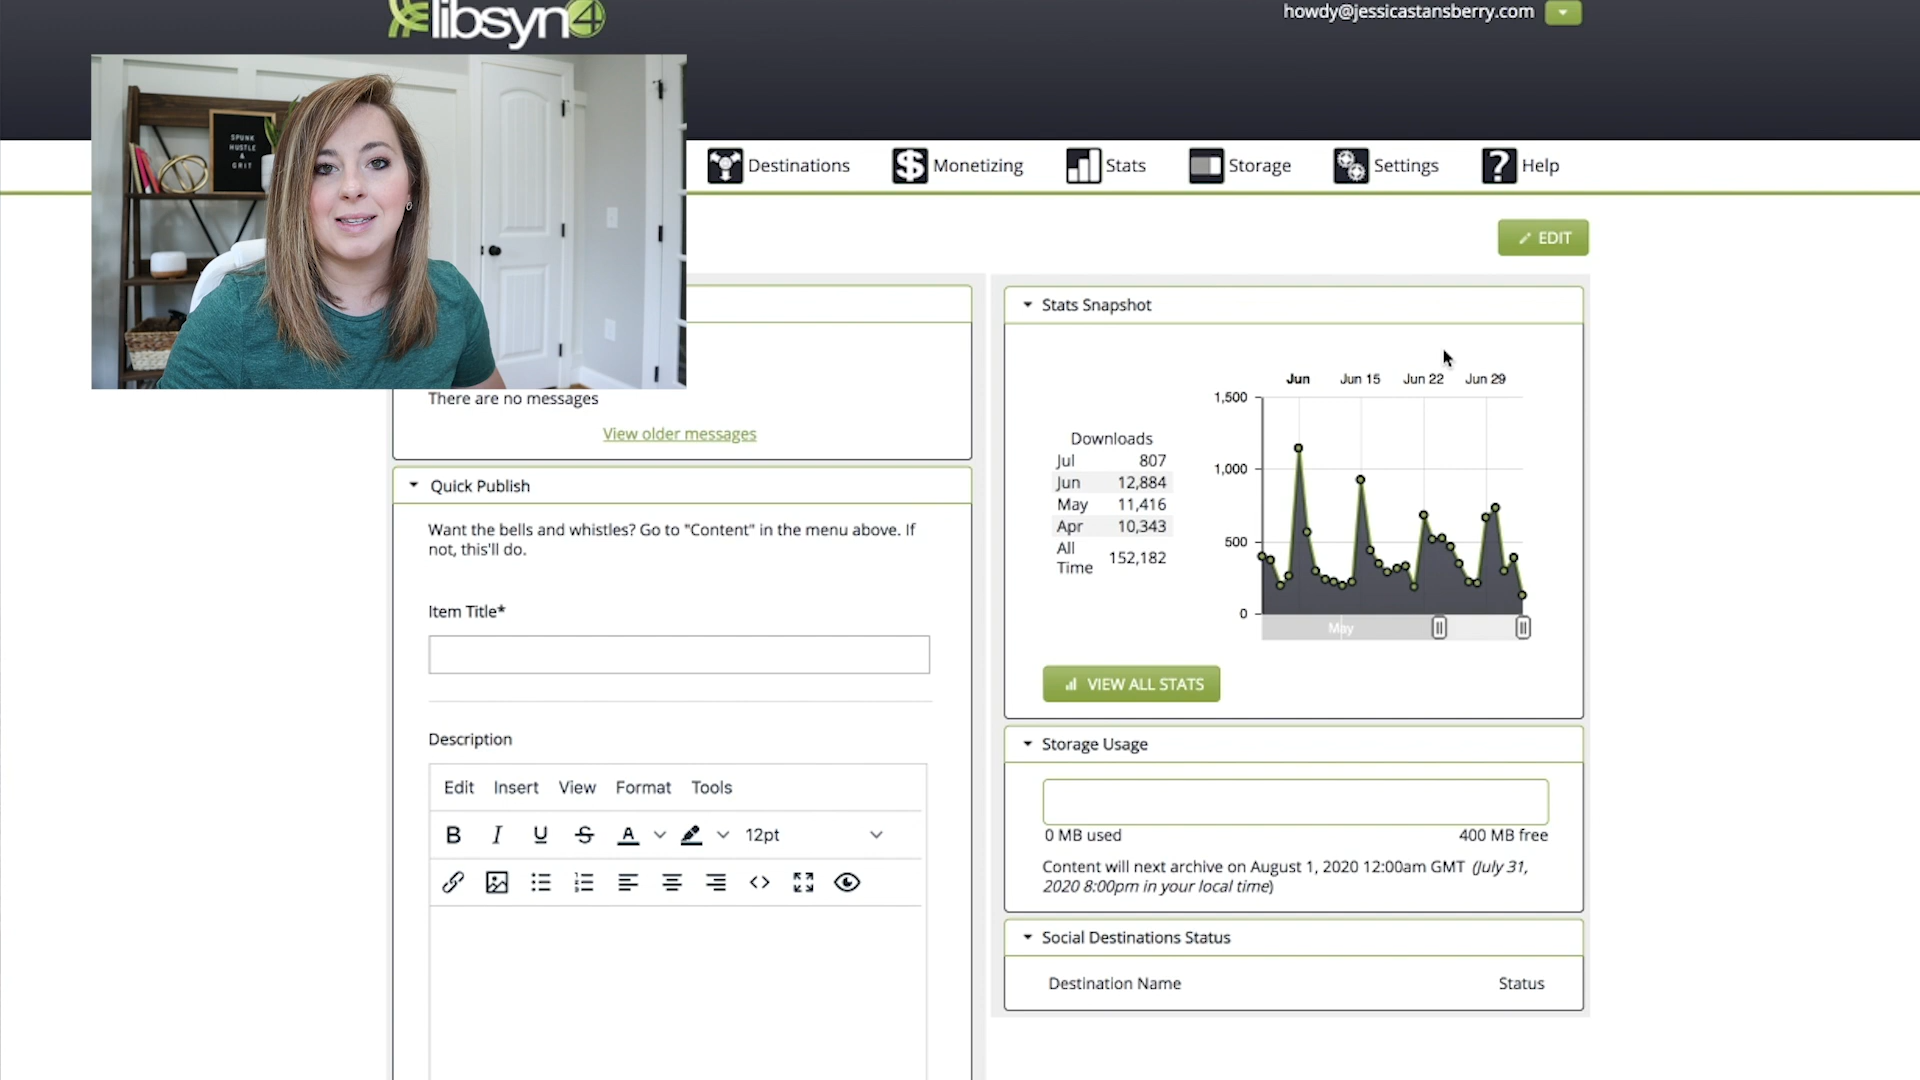 libsyn4
howdy@jessicastansberry.com
SPUNK
HUSTLE
&
GRIT
Destinations
Monetizing
Stats
Storage
Settings
Help
EDIT
There are no messages
View older messages
Quick Publish
Want the bells and whistles? Go to "Content" in the menu above. If
not, this'll do.
Item Title*
Description
Edit Insert View Format Tools
B I U S A 12pt
Stats Snapshot
Jun Jun 15 Jun 22 Jun 29
1,500
1,000
500
0
May
Downloads
Jul 807
Jun 12,884
May 11,416
Apr 10,343
All
Time 152,182
VIEW ALL STATS
Storage Usage
0 MB used 400 MB free
Content will next archive on August 1, 2020 12:00am GMT (July 31,
2020 8:00pm in your local time)
Social Destinations Status
Destination Name Status